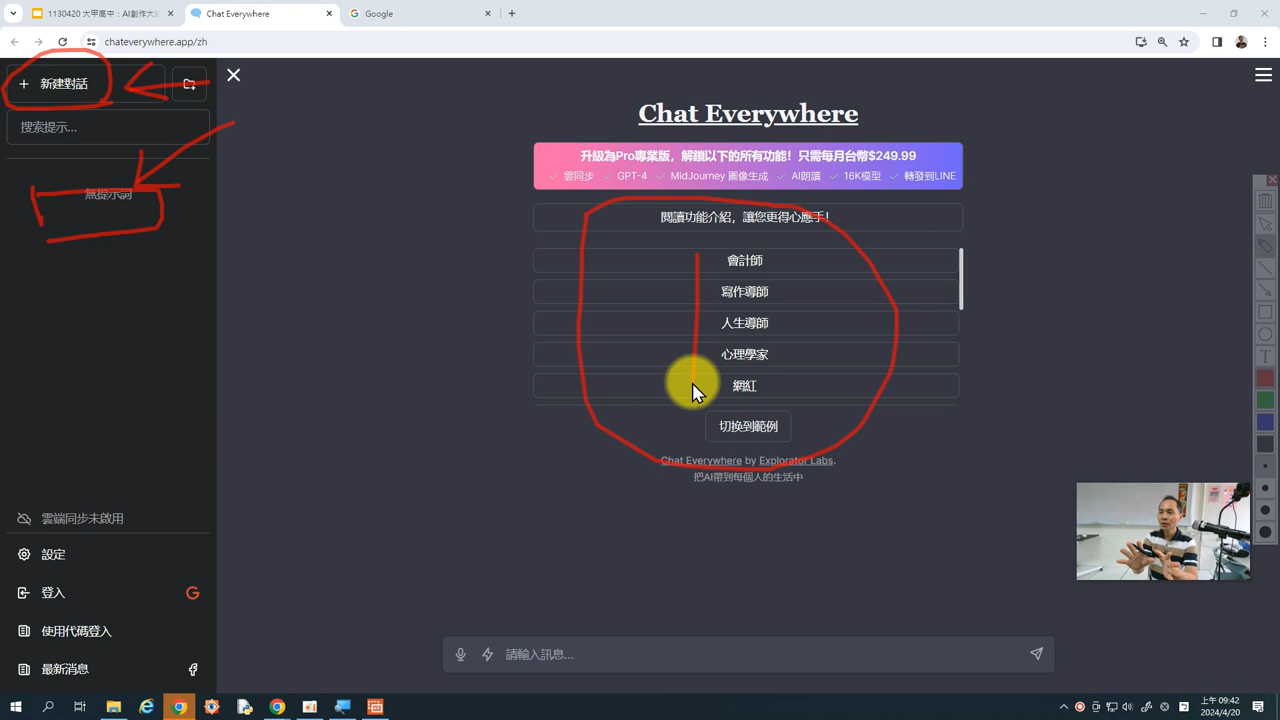 1130420 大甲高中：AI創作大
Chat Everywhere
Google
chateverywhere.app/zh
新建對話
搜索提示...
無提示詞
Chat Everywhere
升級為Pro專業版，解鎖以下的所有功能！只需每月台幣$249.99
雲同步 GPT-4 MidJourney 圖像生成 AI朗讀 16K模型 轉發到LINE
閱讀功能介紹，讓您更得心應手！
會計師
寫作導師
人生導師
心理學家
網紅
切換到範例
Chat Everywhere by Explorator Labs.
把AI帶到每個人的生活中
雲端同步未啟用
設定
登入
使用代碼登入
最新消息
請輸入訊息...
上午 09:42
2024/4/20